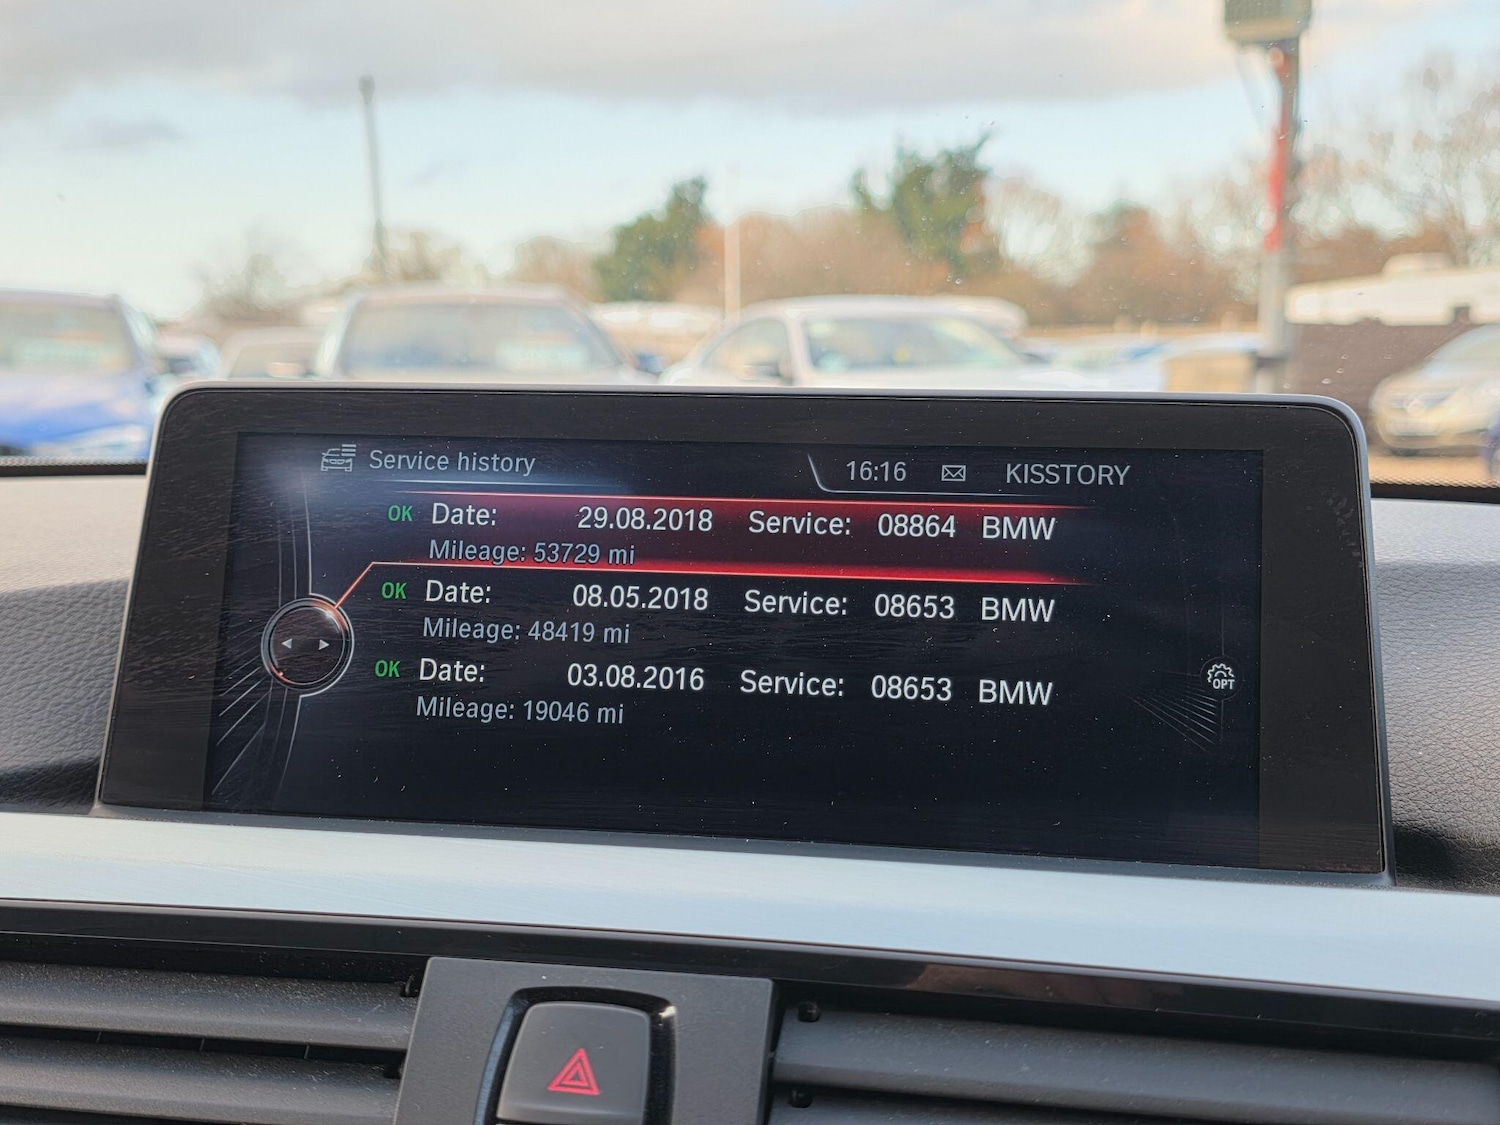 Service history 16:16 KISSTORY
OK Date: 29.08.2018 Service: 08864 BMW
Mileage: 53729 mi
OK Date: 08.05.2018 Service: 08653 BMW
Mileage: 48419 mi
OK Date: 03.08.2016 Service: 08653 BMW
Mileage: 19046 mi
OPT